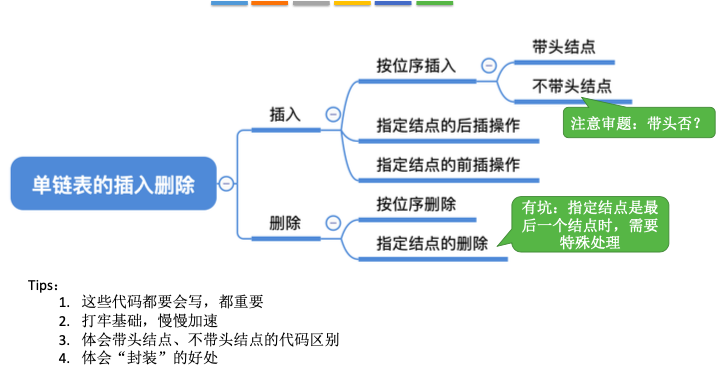 单链表的插入删除
插入
按位序插入
带头结点
不带头结点
注意审题：带头否？
指定结点的后插操作
指定结点的前插操作
删除
按位序删除
指定结点的删除
有坑：指定结点是最
后一个结点时，需要
特殊处理
Tips：
1. 这些代码都要会写，都重要
2. 打牢基础，慢慢加速
3. 体会带头结点、不带头结点的代码区别
4. 体会“封装”的好处